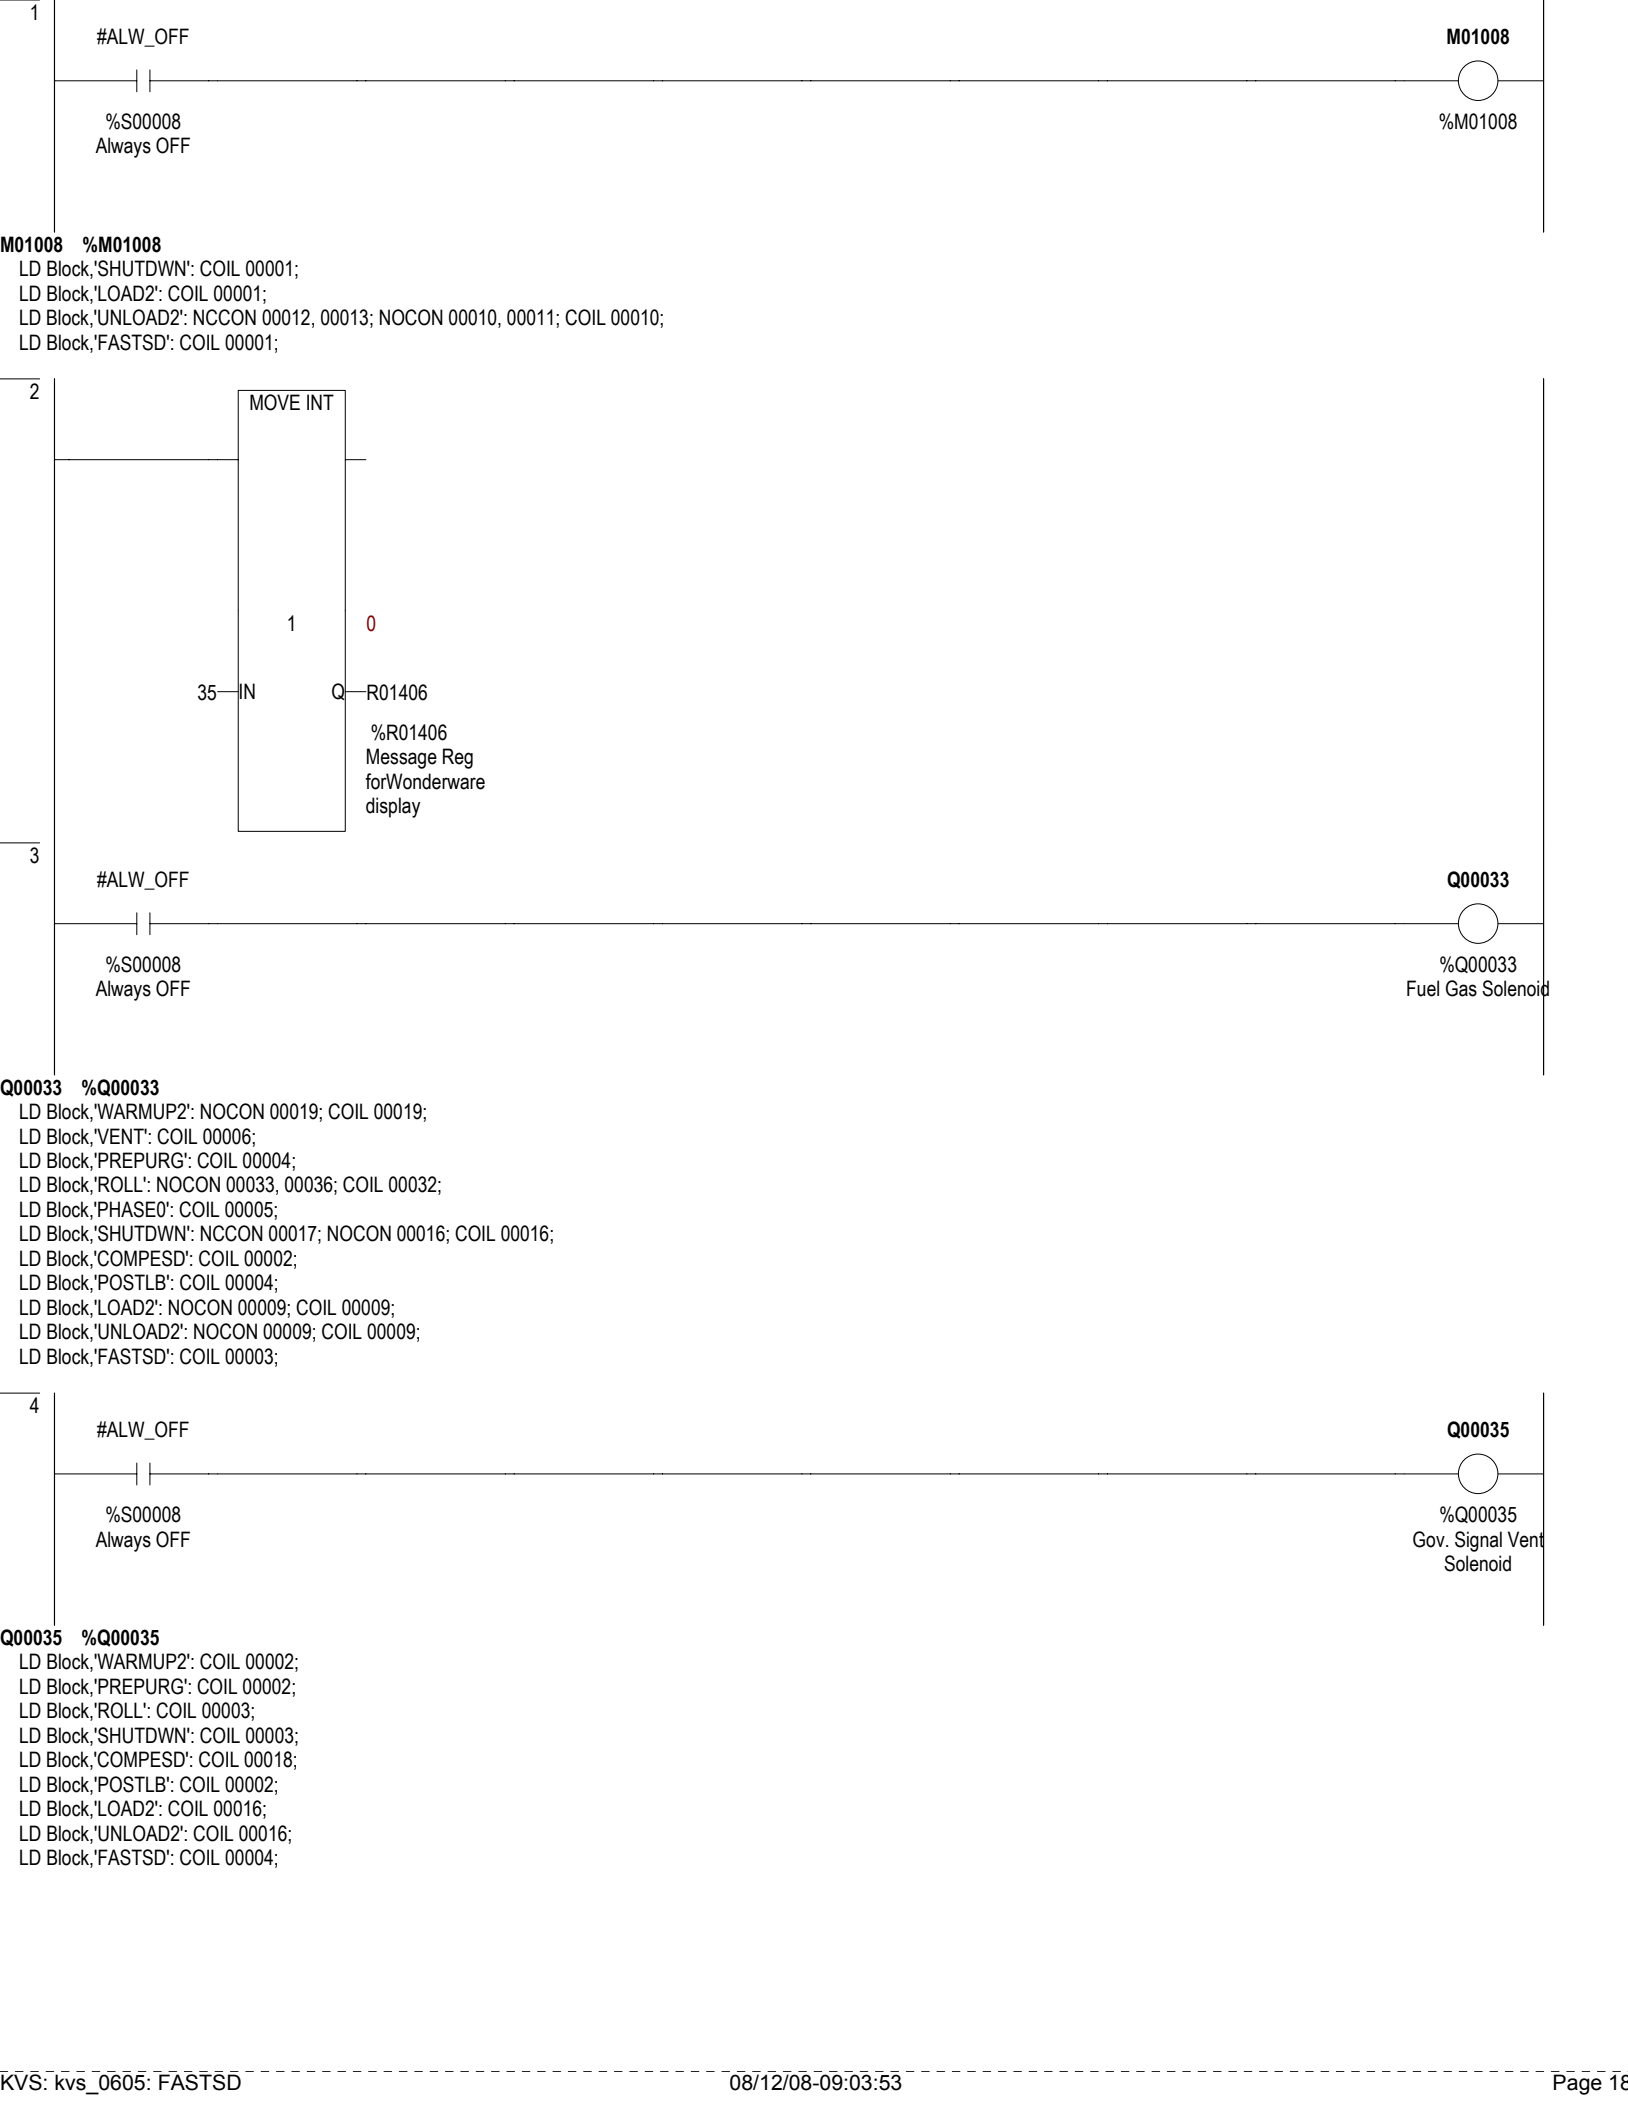 1
#ALW_OFF M01008
%S00008 %M01008
Always OFF
M01008 %M01008
LD Block,'SHUTDWN': COIL 00001;
LD Block,'LOAD2': COIL 00001;
LD Block,'UNLOAD2': NCCON 00012, 00013; NOCON 00010, 00011; COIL 00010;
LD Block,'FASTSD': COIL 00001;
2
MOVE INT
1 0
35 IN Q R01406
%R01406
Message Reg
forWonderware
display
3
#ALW_OFF Q00033
%S00008 %Q00033
Always OFF Fuel Gas Solenoid
Q00033 %Q00033
LD Block,'WARMUP2': NOCON 00019; COIL 00019;
LD Block,'VENT': COIL 00006;
LD Block,'PREPURG': COIL 00004;
LD Block,'ROLL': NOCON 00033, 00036; COIL 00032;
LD Block,'PHASE0': COIL 00005;
LD Block,'SHUTDWN': NCCON 00017; NOCON 00016; COIL 00016;
LD Block,'COMPESD': COIL 00002;
LD Block,'POSTLB': COIL 00004;
LD Block,'LOAD2': NOCON 00009; COIL 00009;
LD Block,'UNLOAD2': NOCON 00009; COIL 00009;
LD Block,'FASTSD': COIL 00003;
4
#ALW_OFF Q00035
%S00008 %Q00035
Always OFF Gov. Signal Vent
Solenoid
Q00035 %Q00035
LD Block,'WARMUP2': COIL 00002;
LD Block,'PREPURG': COIL 00002;
LD Block,'ROLL': COIL 00003;
LD Block,'SHUTDWN': COIL 00003;
LD Block,'COMPESD': COIL 00018;
LD Block,'POSTLB': COIL 00002;
LD Block,'LOAD2': COIL 00016;
LD Block,'UNLOAD2': COIL 00016;
LD Block,'FASTSD': COIL 00004;
KVS: kvs_0605: FASTSD 08/12/08-09:03:53 Page 18